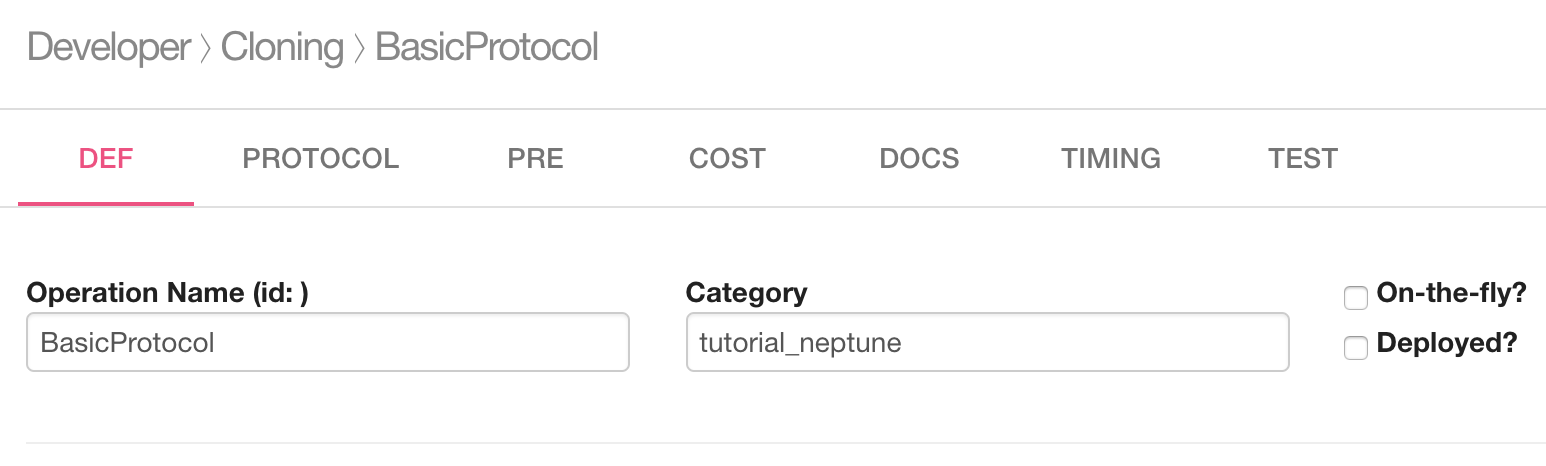 Developer 〉Cloning 〉BasicProtocol
DEF PROTOCOL PRE COST DOCS TIMING TEST
Operation Name (id: ) Category On-the-fly?
BasicProtocol tutorial_neptune Deployed?